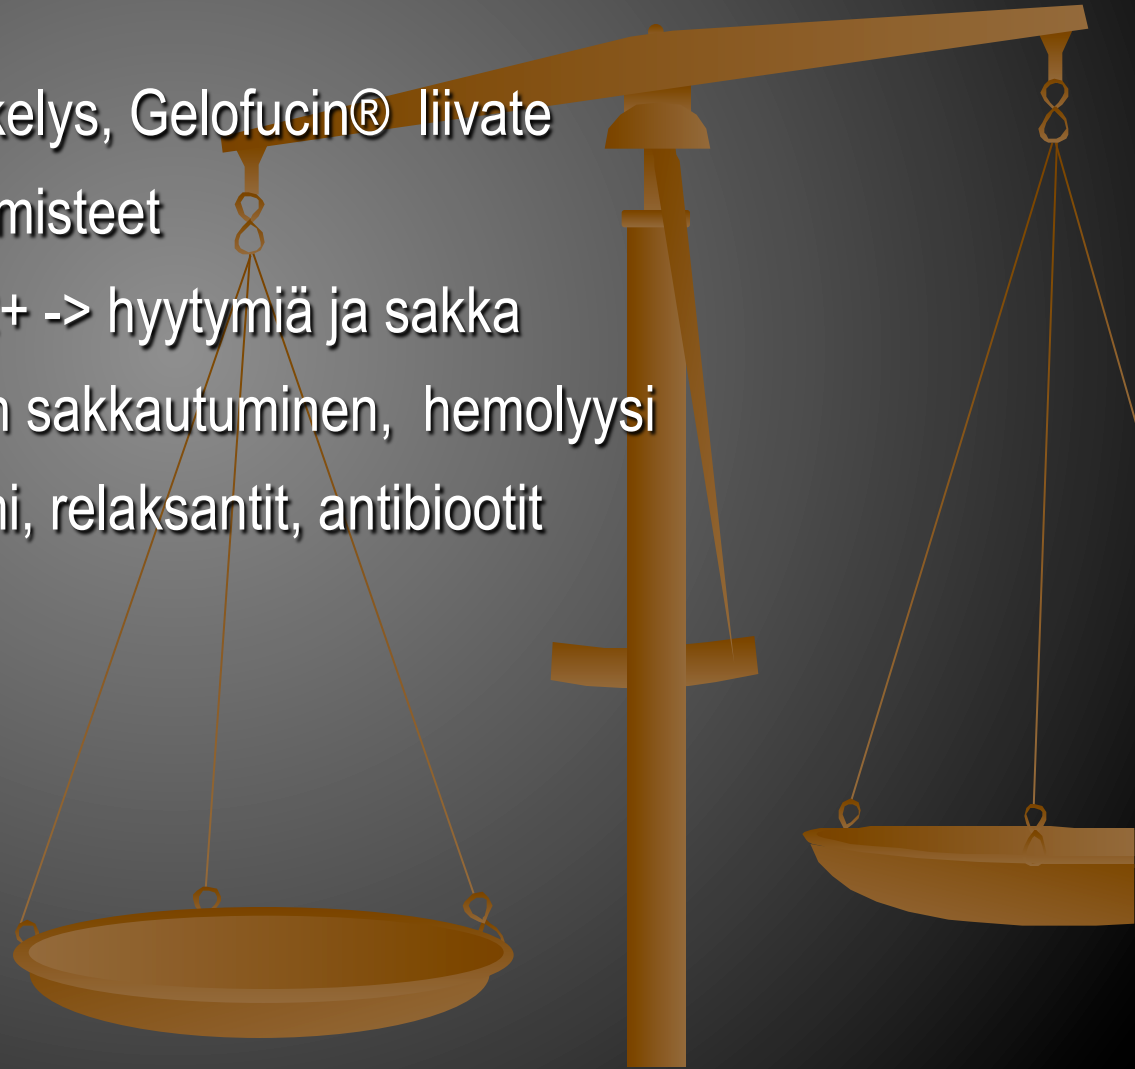 kelys, Gelofucin® liivate
misteet
+ -> hyytymiä ja sakka
n sakkautuminen, hemolyysi
ni, relaksantit, antibiootit